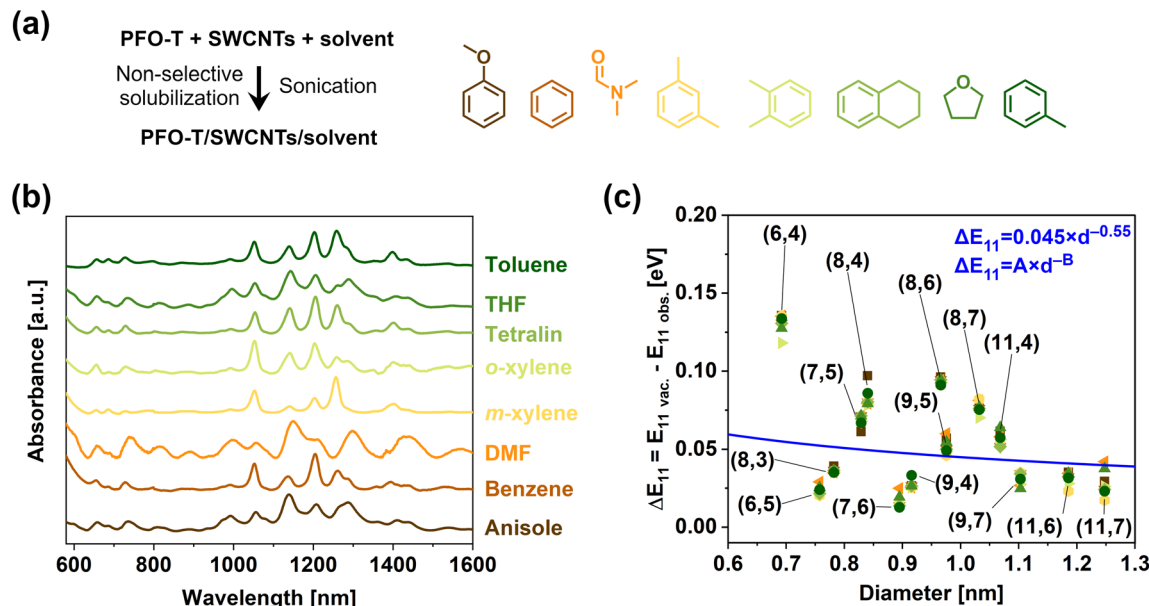 (a)
PFO-T + SWCNTs + solvent
Non-selective
solubilization
Sonication
PFO-T/SWCNTs/solvent
O
O
N
O
(b)
Absorbance [a.u.]
Toluene
THF
Tetralin
o-xylene
m-xylene
DMF
Benzene
Anisole
600 800 1000 1200 1400 1600
Wavelength [nm]
(c)
ΔE11 = E11 vac. - E11 obs. [eV]
0.20
0.15
0.10
0.05
0.00
ΔE11=0.045×d−0.55
ΔE11=A×d−B
(6,4)
(8,4)
(8,6)
(8,7)
(11,4)
(7,5)
(9,5)
(8,3)
(6,5)
(7,6)
(9,4)
(9,7)
(11,6)
(11,7)
0.6 0.7 0.8 0.9 1.0 1.1 1.2 1.3
Diameter [nm]